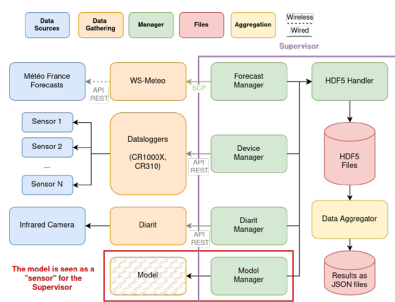 Data
Sources
Data
Gathering
Manager
Files
Aggregation
Wireless
Wired
Supervisor
Météo France
Forecasts
API
REST
WS-Meteo
SCP
Forecast
Manager
HDF5 Handler
Sensor 1
Sensor 2
...
Sensor N
Dataloggers
(CR1000X,
CR310)
API
REST
Device
Manager
HDF5
Files
Infrared Camera
Diarit
API
REST
Diarit
Manager
Data Aggregator
The model is seen as a
"sensor" for the
Supervisor
Model
Model
Manager
Results as
JSON files